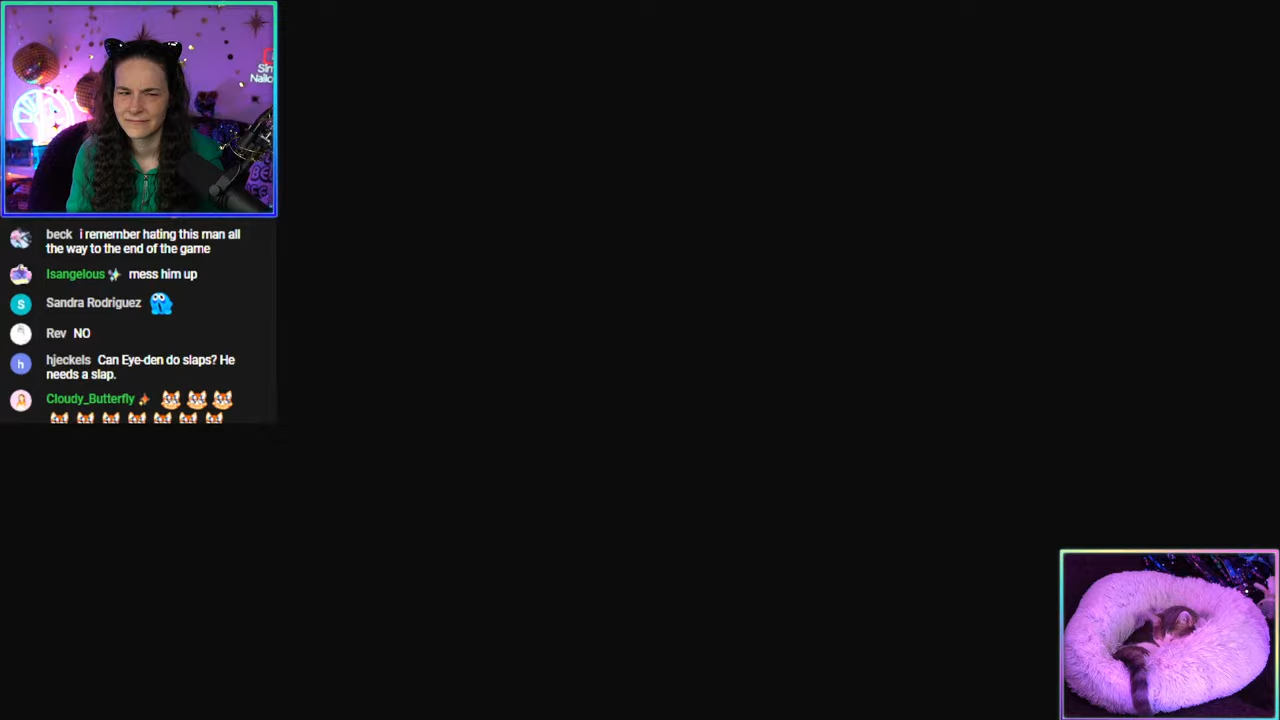 beck i remember hating this man all
the way to the end of the game
Isangelous mess him up
Sandra Rodriguez
Rev NO
hjeckels Can Eye-den do slaps? He
needs a slap.
Cloudy_Butterfly